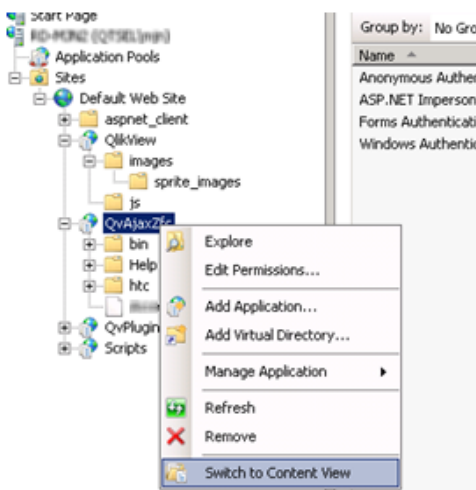 Start Page
Application Pools
Sites
Default Web Site
aspnet_client
QlikView
images
sprite_images
js
QvAjaxZfc
bin
Help
htc
QvPlugin
Scripts
Group by: No Gro
Name
Anonymous Authe
ASP.NET Imperson
Forms Authenticati
Windows Authentic
Explore
Edit Permissions...
Add Application...
Add Virtual Directory...
Manage Application
Refresh
Remove
Switch to Content View